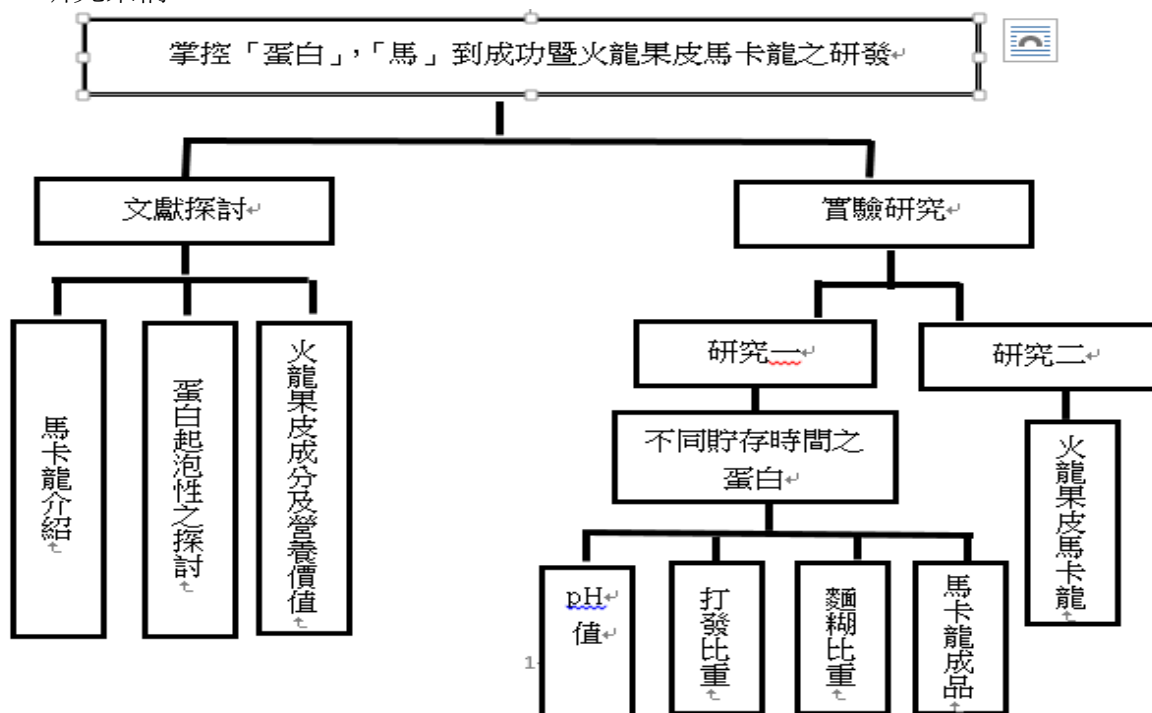 掌控「蛋白」，「馬」到成功暨火龍果皮馬卡龍之研發
文獻探討
實驗研究
馬卡龍介紹
蛋白起泡性之探討
火龍果皮成分及營養價值
研究一
研究二
不同貯存時間之
蛋白
火龍果皮馬卡龍
pH
值
打發比重
麵糊比重
馬卡龍成品
1